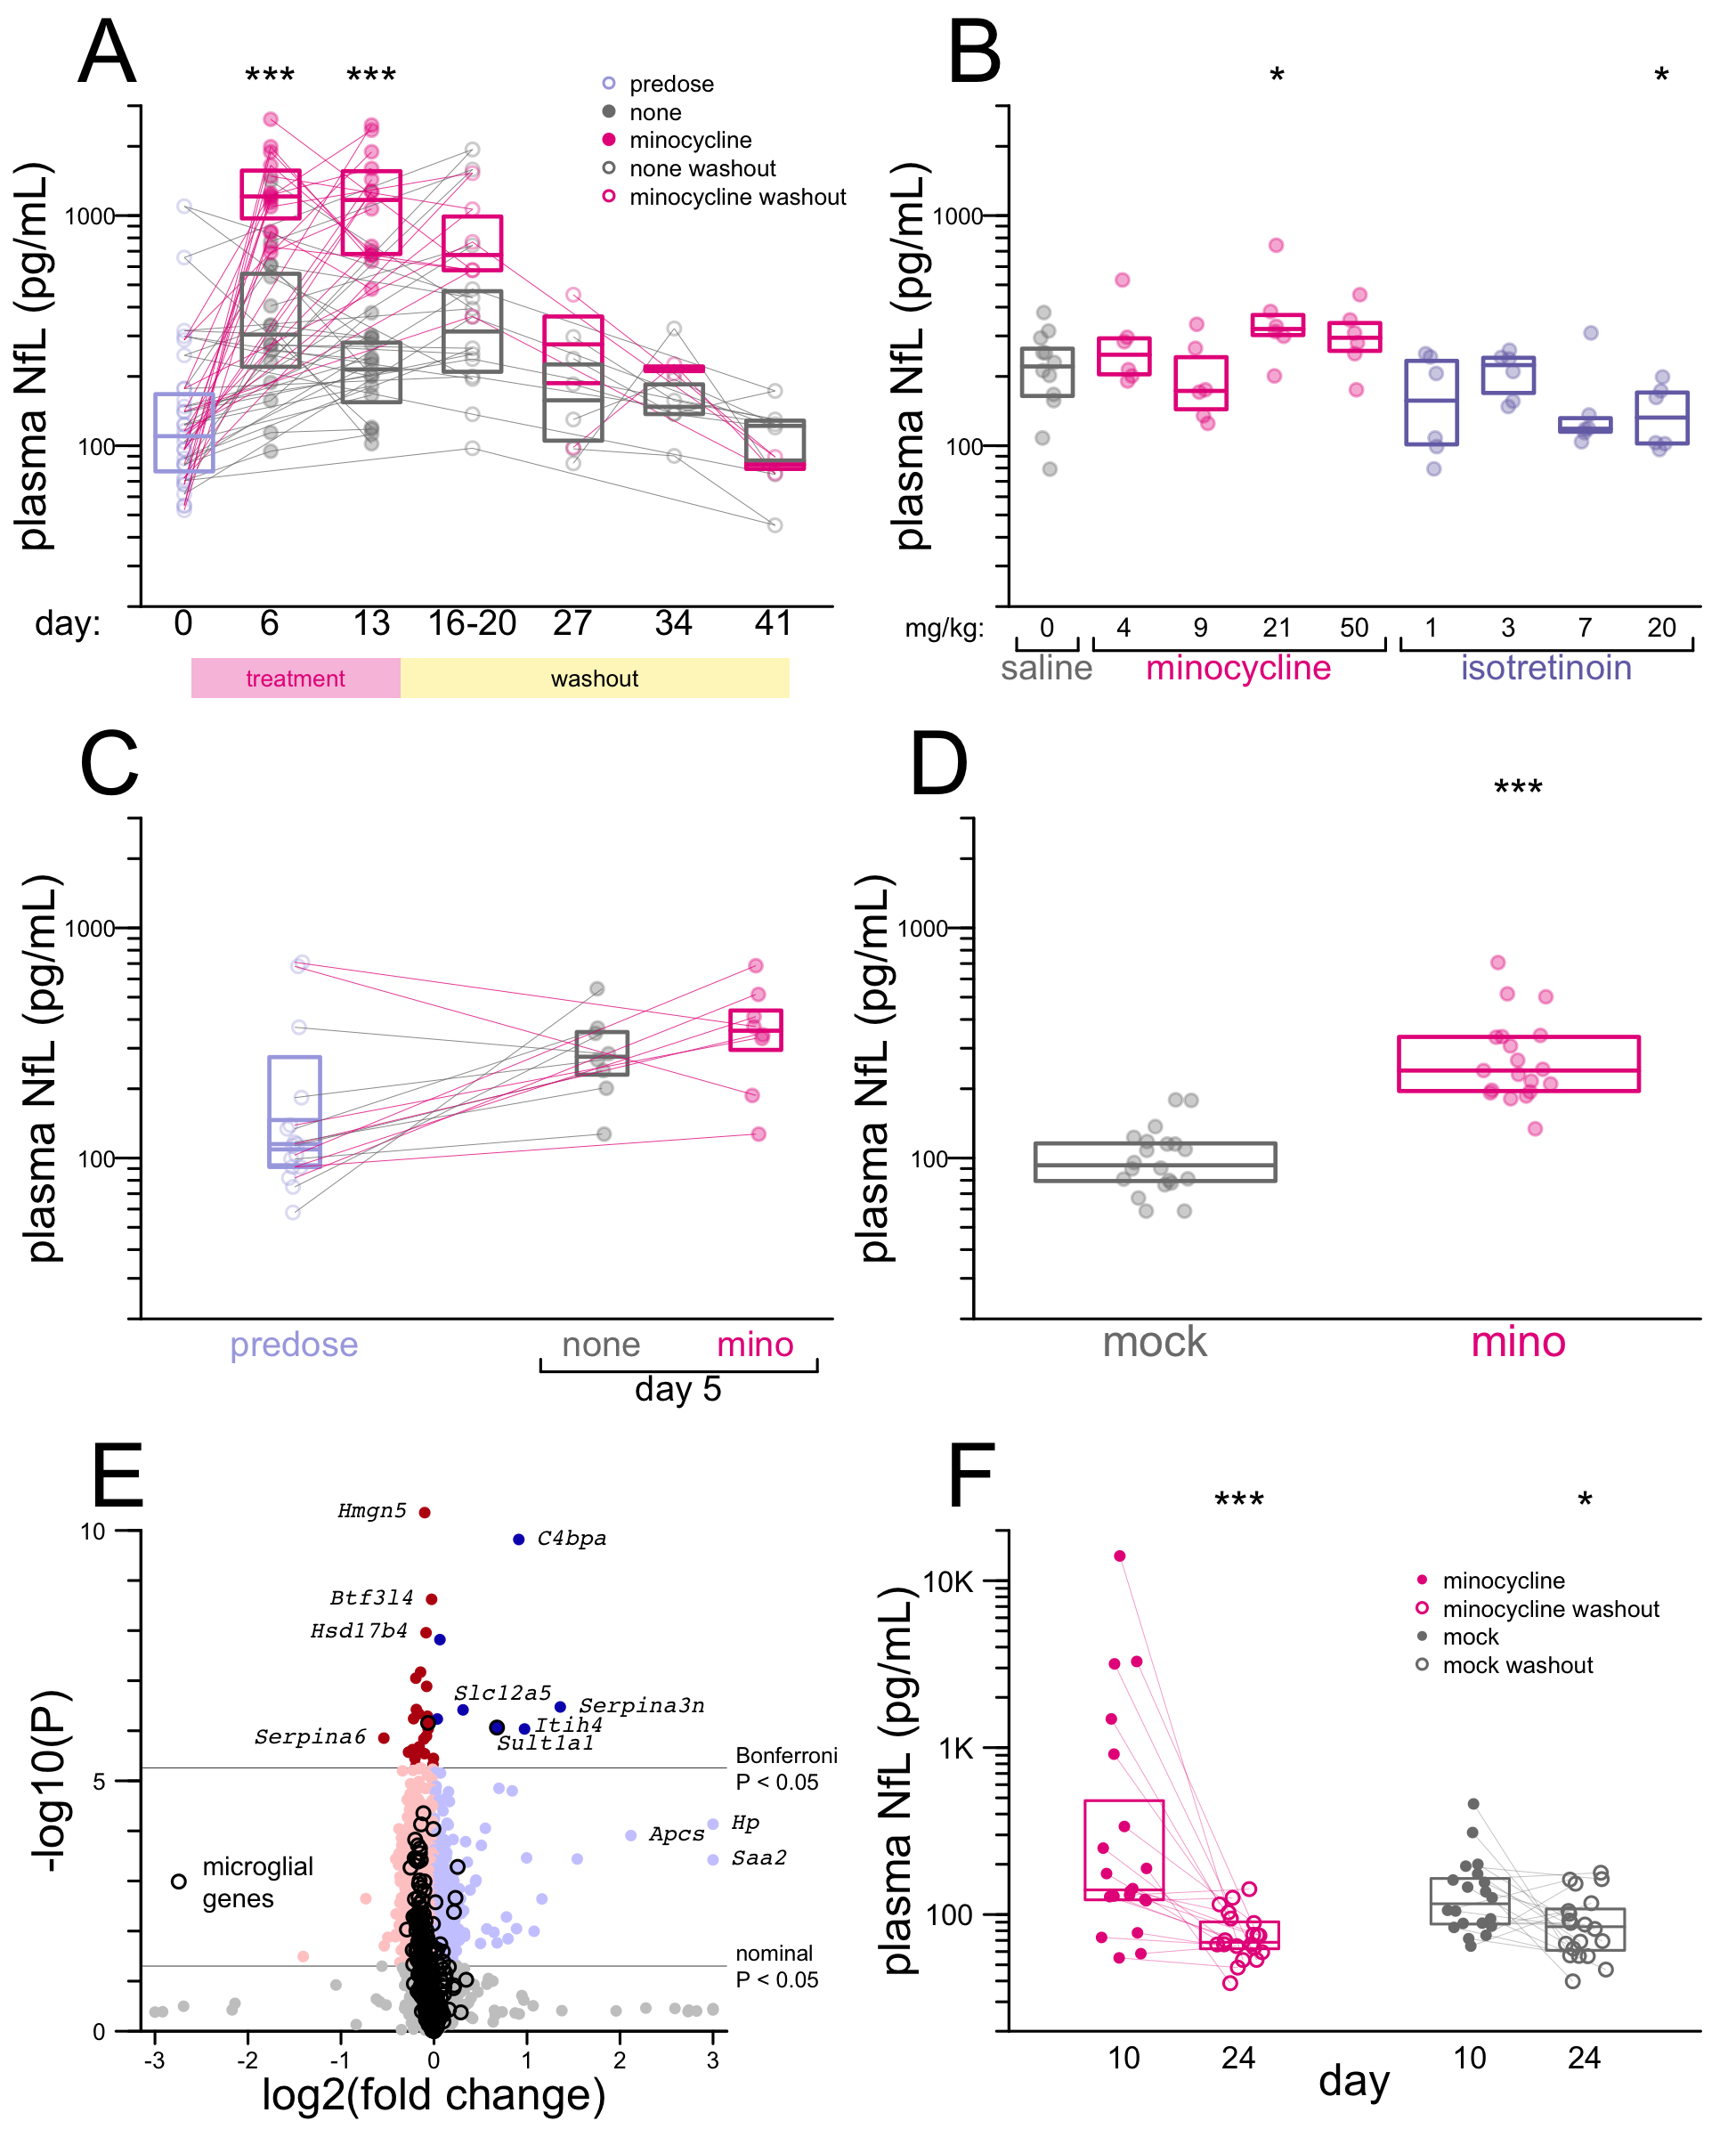 A
*** ***
predose
none
minocycline
none washout
minocycline washout
plasma NfL (pg/mL)
1000
100
day: 0 6 13 16-20 27 34 41
treatment washout
B
* *
plasma NfL (pg/mL)
1000
100
mg/kg: 0 4 9 21 50 1 3 7 20
saline minocycline isotretinoin
C
plasma NfL (pg/mL)
1000
100
predose none mino
day 5
D
***
plasma NfL (pg/mL)
1000
100
mock mino
E
Hmgn5
C4bpa
Btf3l4
Hsd17b4
Slc12a5
Serpina3n
Itih4
Serpina6
Sult1a1
Bonferroni
P < 0.05
Hp
Apcs
Saa2
microglial
genes
nominal
P < 0.05
-log10(P)
10
5
0
-3 -2 -1 0 1 2 3
log2(fold change)
F
*** *
minocycline
minocycline washout
mock
mock washout
plasma NfL (pg/mL)
10K
1K
100
10 24 10 24
day